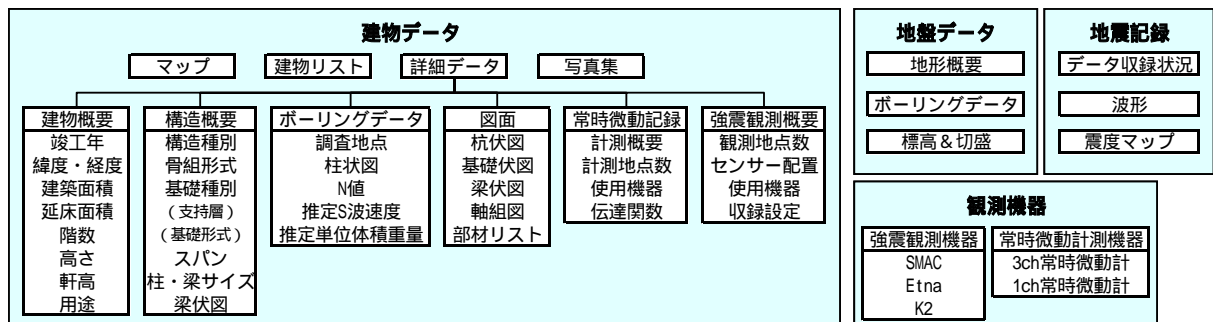 建物データ
マップ
建物リスト
詳細データ
写真集
建物概要
竣工年
緯度・経度
建築面積
延床面積
階数
高さ
軒高
用途
構造概要
構造種別
骨組形式
基礎種別
(支持層)
(基礎形式)
スパン
柱・梁サイズ
梁伏図
ボーリングデータ
調査地点
柱状図
N値
推定S波速度
推定単位体積重量
図面
杭伏図
基礎伏図
梁伏図
軸組図
部材リスト
常時微動記録
計測概要
計測地点数
使用機器
伝達関数
強震観測概要
観測地点数
センサー配置
使用機器
収録設定
地盤データ
地形概要
ボーリングデータ
標高&切盛
地震記録
データ収録状況
波形
震度マップ
観測機器
強震観測機器
SMAC
Etna
K2
常時微動計測機器
3ch常時微動計
1ch常時微動計